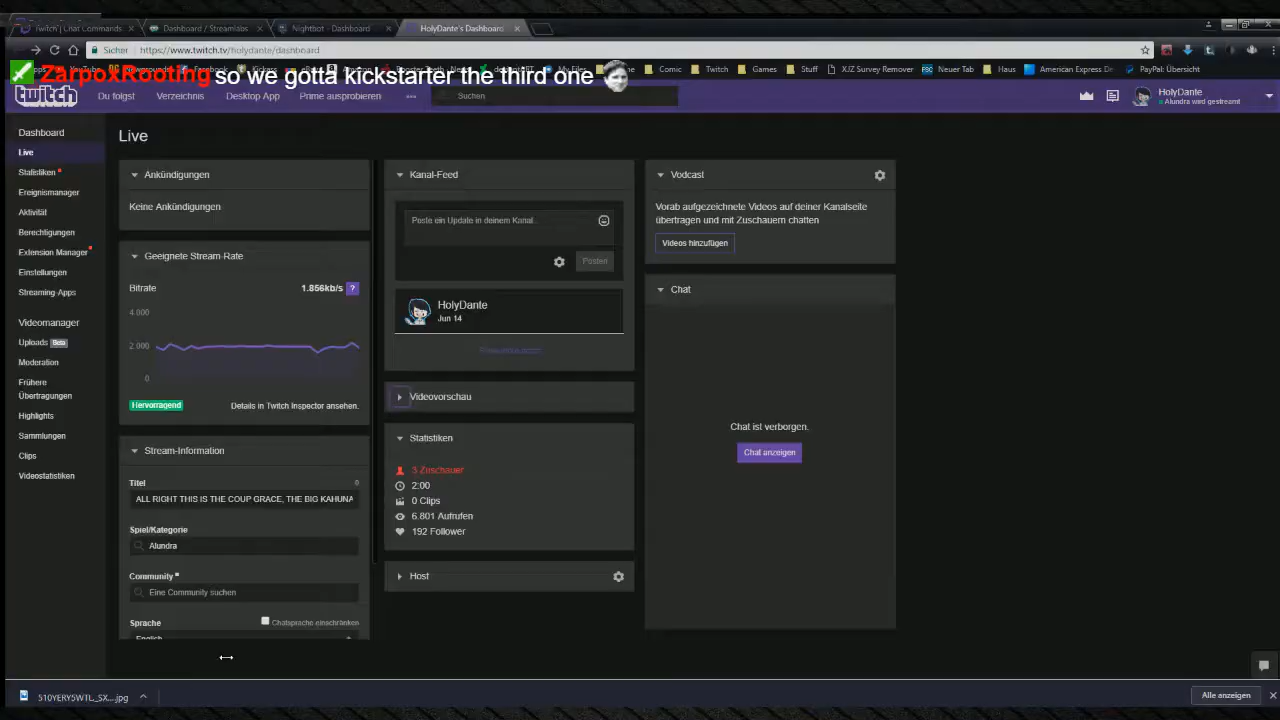 Twitch | Chat Commands
Dashboard / Streamlabs
Nightbot - Dashboard
HolyDante's Dashboard
Sicher
https://www.twitch.tv/holydante/dashboard
Comic
Twitch
Games
Stuff
XJZ Survey Remover
Neuer Tab
Haus
American Express De
PayPal: Übersicht
ZanoxRooting so we gotta kickstarter the third one
twitch
Du folgst
Verzeichnis
Desktop App
Prime ausprobieren
Suchen
HolyDante
Alundra wird gestreamt
Dashboard
Live
Statistiken
Ereignismanager
Aktivität
Berechtigungen
Extension Manager
Einstellungen
Streaming-Apps
Videomanager
Uploads Beta
Moderation
Frühere
Übertragungen
Highlights
Sammlungen
Clips
Videostatistiken
Live
Ankündigungen
Keine Ankündigungen
Geeignete Stream-Rate
Bitrate
1.856kb/s ?
4.000
2.000
0
Hervorragend
Details in Twitch Inspector ansehen.
Stream-Information
Titel
0
ALL RIGHT THIS IS THE COUP GRACE, THE BIG KAHUNA
Spiel/Kategorie
Alundra
Community
Eine Community suchen
Sprache
Chatsprache einschränken
English
Kanal-Feed
Poste ein Update in deinem Kanal...
Posten
HolyDante
Jun 14
Videovorschau
Statistiken
3 Zuschauer
2:00
0 Clips
6.801 Aufrufen
192 Follower
Host
Vodcast
Vorab aufgezeichnete Videos auf deiner Kanalseite
übertragen und mit Zuschauern chatten
Videos hinzufügen
Chat
Chat ist verborgen.
Chat anzeigen
510YERY5WTL._SX....jpg
Alle anzeigen